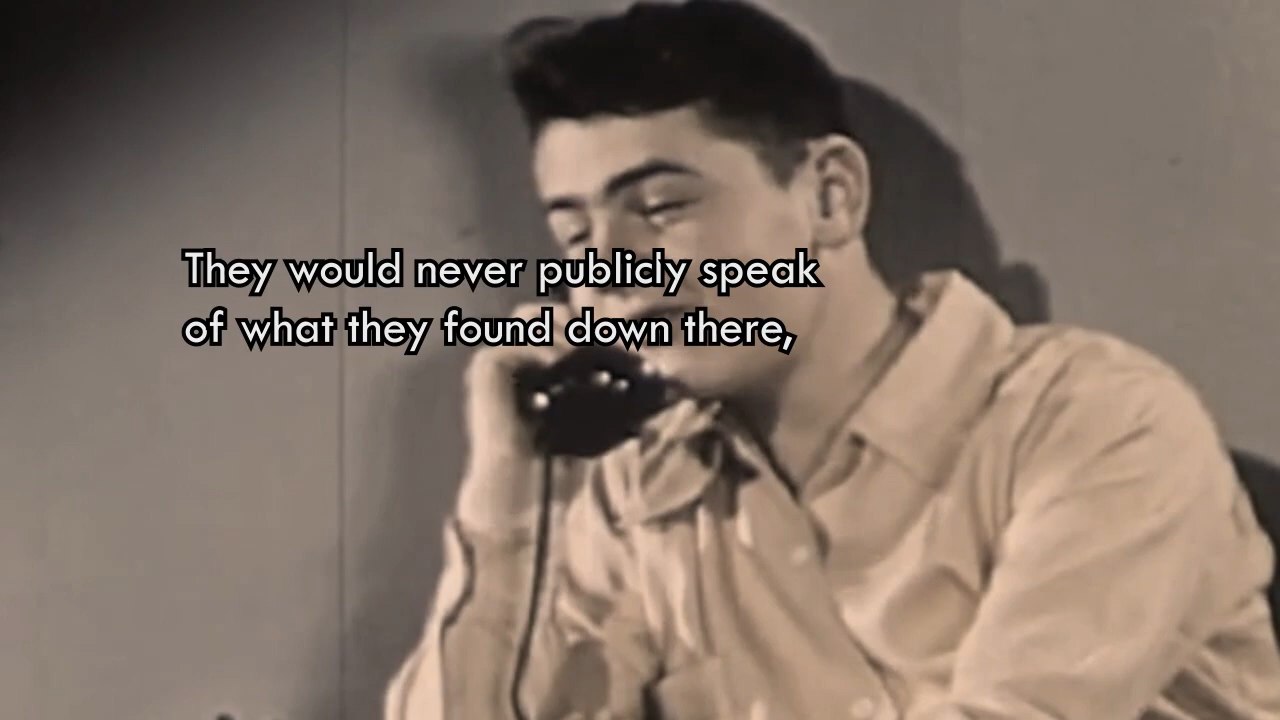 They would never publicly speak
of what they found down there,